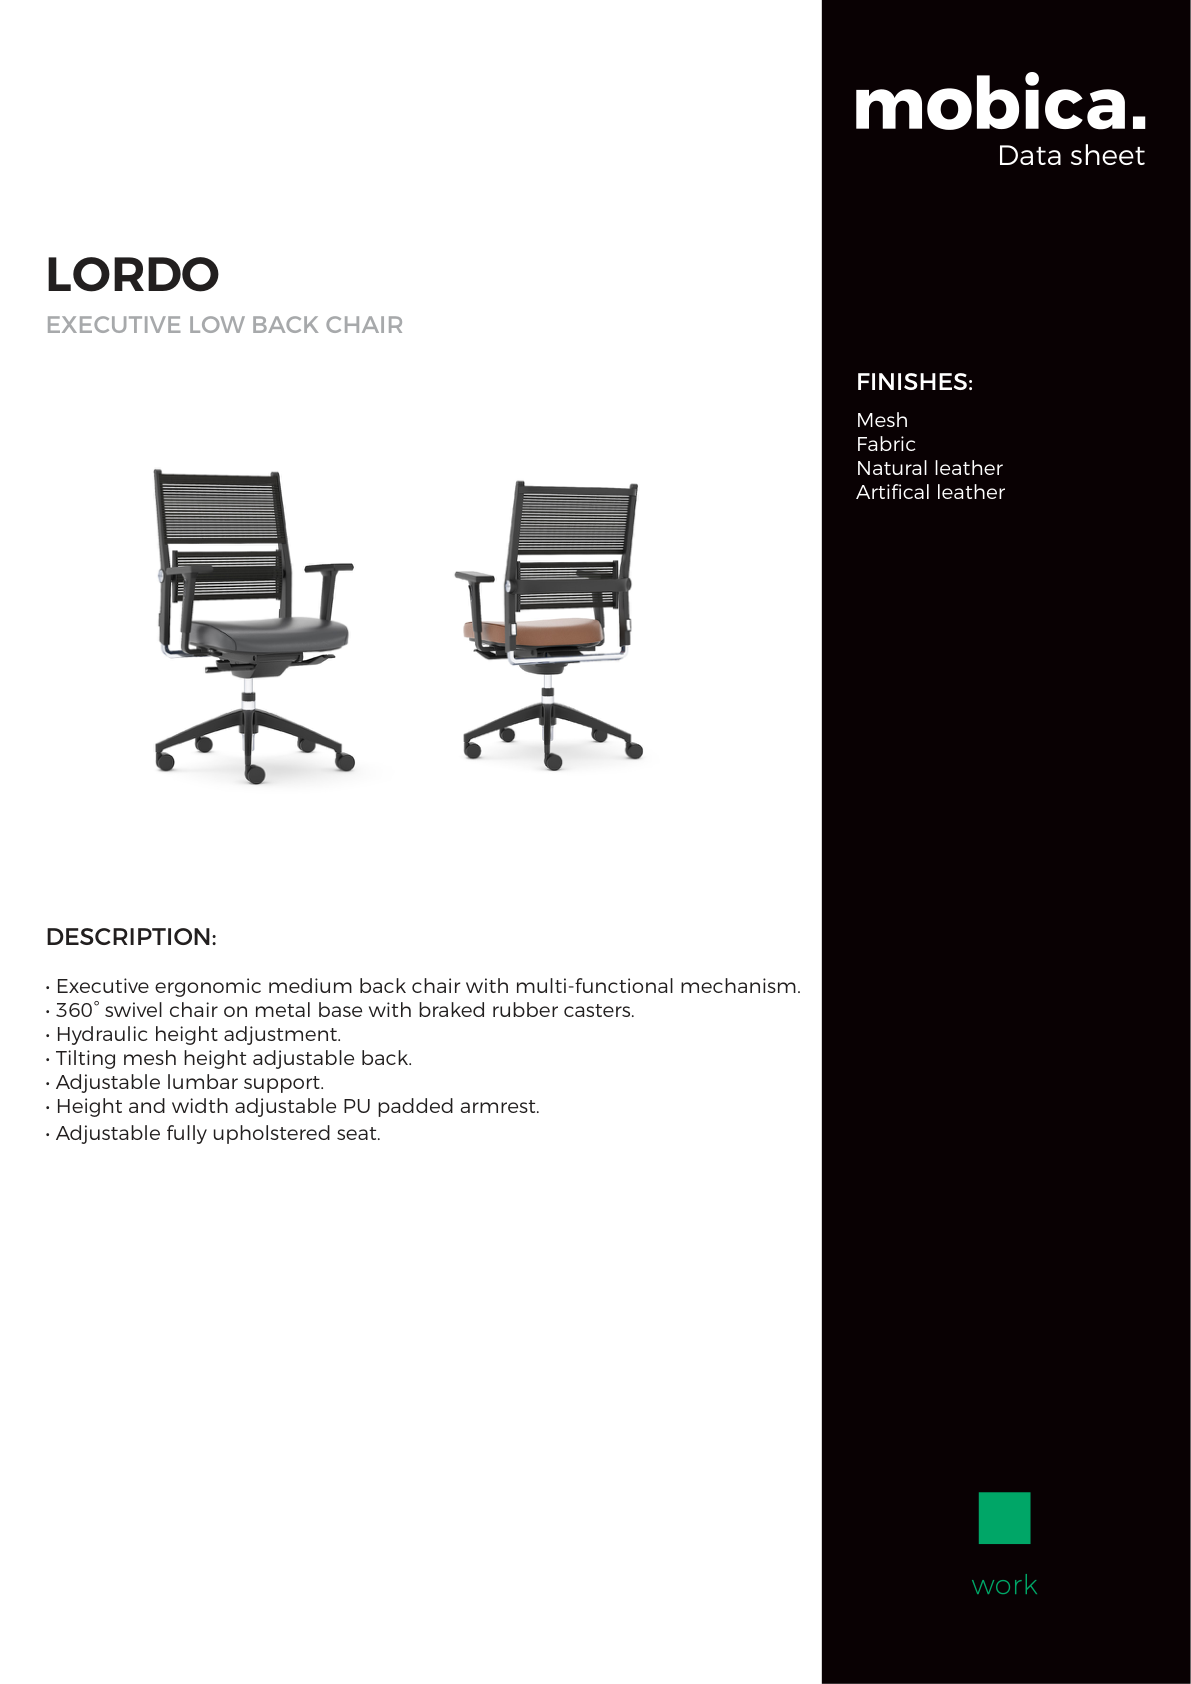 mobica.
Data sheet
LORDO
EXECUTIVE LOW BACK CHAIR
FINISHES:
Mesh
Fabric
Natural leather
Artifical leather
DESCRIPTION:
• Executive ergonomic medium back chair with multi-functional mechanism.
• 360° swivel chair on metal base with braked rubber casters.
• Hydraulic height adjustment.
• Tilting mesh height adjustable back.
• Adjustable lumbar support.
• Height and width adjustable PU padded armrest.
• Adjustable fully upholstered seat.
work